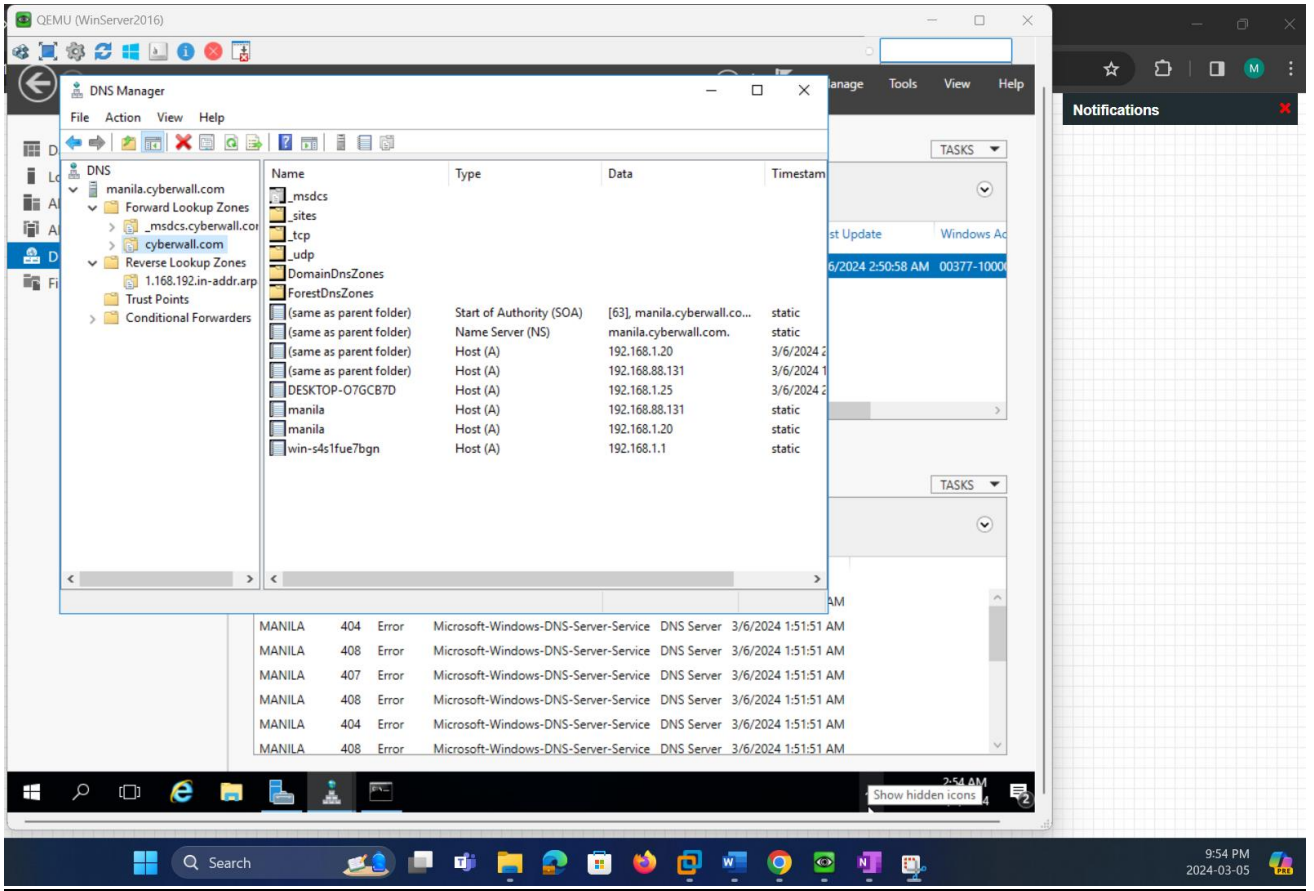 QEMU (WinServer2016)
anage Tools View Help
Notifications
DNS Manager
File Action View Help
TASKS
D
Lo
Al
Al
D
Fi
DNS
manila.cyberwall.com
Forward Lookup Zones
_msdcs.cyberwall.cor
cyberwall.com
Reverse Lookup Zones
1.168.192.in-addr.arp
Trust Points
Conditional Forwarders
Name Type Data Timestam
_msdcs
_sites
_tcp
_udp
DomainDnsZones
ForestDnsZones
(same as parent folder) Start of Authority (SOA) [63], manila.cyberwall.co... static
(same as parent folder) Name Server (NS) manila.cyberwall.com. static
(same as parent folder) Host (A) 192.168.1.20 3/6/2024 2
(same as parent folder) Host (A) 192.168.88.131 3/6/2024 1
DESKTOP-O7GCB7D Host (A) 192.168.1.25 3/6/2024 2
manila Host (A) 192.168.88.131 static
manila Host (A) 192.168.1.20 static
win-s4s1fue7bgn Host (A) 192.168.1.1 static
st Update Windows Ac
6/2024 2:50:58 AM 00377-1000
TASKS
AM
MANILA 404 Error Microsoft-Windows-DNS-Server-Service DNS Server 3/6/2024 1:51:51 AM
MANILA 408 Error Microsoft-Windows-DNS-Server-Service DNS Server 3/6/2024 1:51:51 AM
MANILA 407 Error Microsoft-Windows-DNS-Server-Service DNS Server 3/6/2024 1:51:51 AM
MANILA 408 Error Microsoft-Windows-DNS-Server-Service DNS Server 3/6/2024 1:51:51 AM
MANILA 404 Error Microsoft-Windows-DNS-Server-Service DNS Server 3/6/2024 1:51:51 AM
MANILA 408 Error Microsoft-Windows-DNS-Server-Service DNS Server 3/6/2024 1:51:51 AM
2:54 AM
Show hidden icons 4
2
Search
9:54 PM
2024-03-05
PRE
M